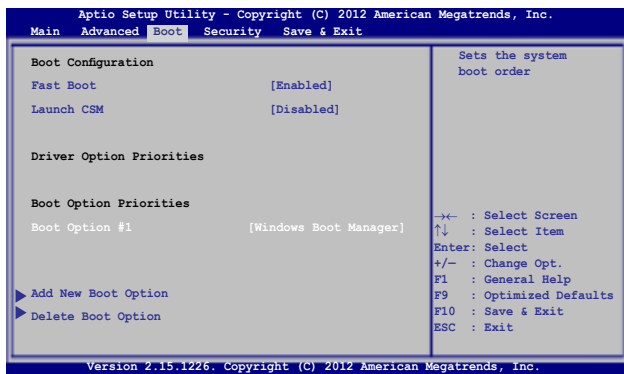 Aptio Setup Utility - Copyright (C) 2012 American Megatrends, Inc.
Main Advanced Boot Security Save & Exit
Boot Configuration
Fast Boot [Enabled]
Launch CSM [Disabled]
Driver Option Priorities
Boot Option Priorities
Boot Option #1 [Windows Boot Manager]
Add New Boot Option
Delete Boot Option
Sets the system
boot order
→← : Select Screen
↑↓ : Select Item
Enter: Select
+/— : Change Opt.
F1 : General Help
F9 : Optimized Defaults
F10 : Save & Exit
ESC : Exit
Version 2.15.1226. Copyright (C) 2012 American Megatrends, Inc.